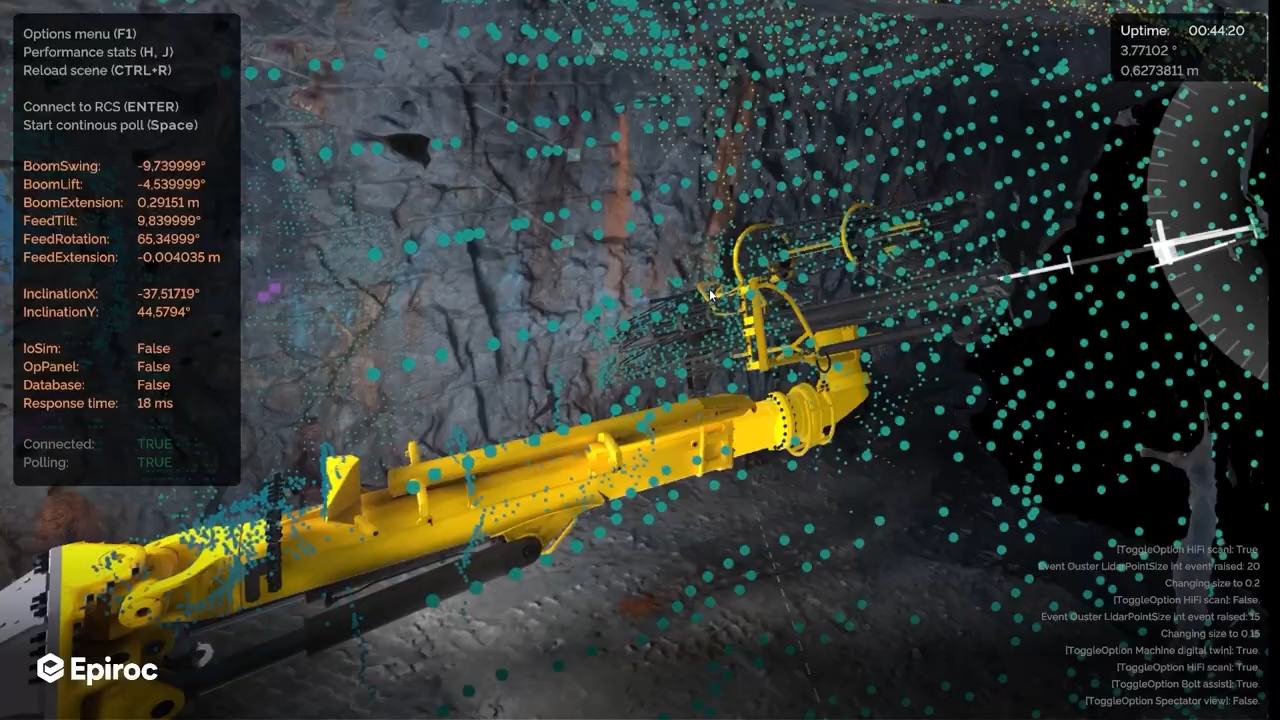 Options menu (F1)
Performance stats (H, J)
Reload scene (CTRL+R)
Connect to RCS (ENTER)
Start continous poll (Space)
BoomSwing: -9,739999°
BoomLift: -4,539999°
BoomExtension: 0,29151 m
FeedTilt: 9,839999°
FeedRotation: 65,34999°
FeedExtension: -0,004035 m
InclinationX: -37,51719°
InclinationY: 44,5794°
IoSim: False
OpPanel: False
Database: False
Response time: 18 ms
Connected: TRUE
Polling: TRUE
Epiroc
Uptime: 00:44:20
3,77102 °
0,6273811 m
[ToggleOption HiFi scan]: True.
Event Ouster LidarPointSize int event raised: 20
Changing size to 0.2
[ToggleOption HiFi scan]: False.
Event Ouster LidarPointSize int event raised: 15
Changing size to 0.15
[ToggleOption Machine digital twin]: True.
[ToggleOption HiFi scan]: True.
[ToggleOption Bolt assist]: True.
[ToggleOption Spectator view]: False.